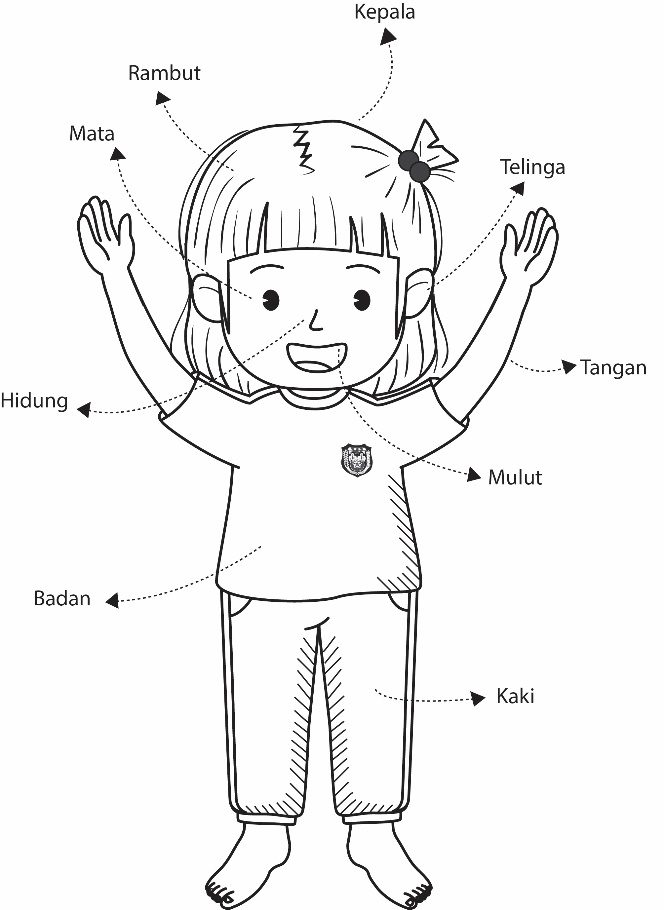 Kepala
Rambut
Mata
Telinga
Tangan
Hidung
Mulut
Badan
Kaki